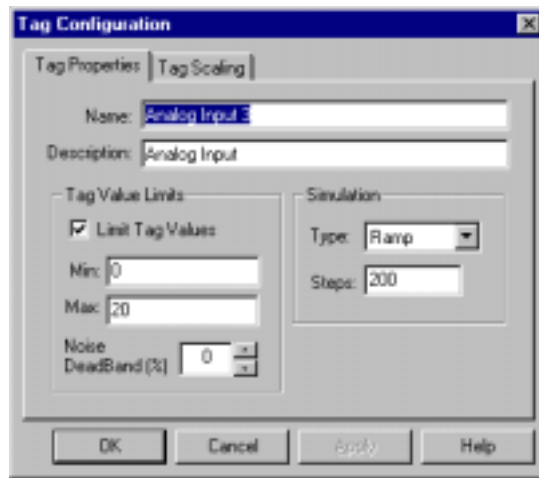 Tag Configuration
Tag Properties Tag Scaling
Name: Analog Input 3
Description: Analog Input
Tag Value Limits
Limit Tag Values
Min: 0
Max: 20
Noise
DeadBand (%) 0
Simulation
Type: Ramp
Steps: 200
OK Cancel Apply Help